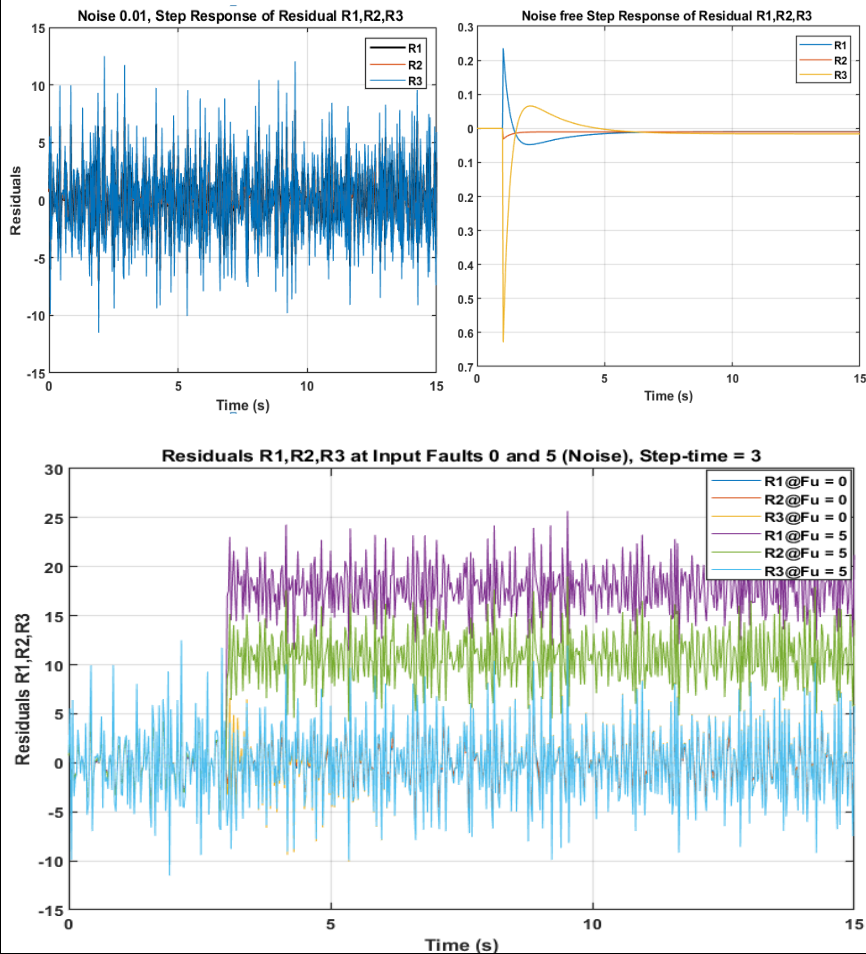 Noise 0.01, Step Response of Residual R1,R2,R3
15
10
5
0
-5
-10
-15
Residuals
R1
R2
R3
0
5
10
15
Time (s)
Noise free Step Response of Residual R1,R2,R3
0.3
0.2
0.1
0
0.1
0.2
0.3
0.4
0.5
0.6
0.7
R1
R2
R3
0
5
10
15
Time (s)
Residuals R1,R2,R3 at Input Faults 0 and 5 (Noise), Step-time = 3
30
25
20
15
10
5
0
-5
-10
-15
Residuals R1,R2,R3
R1@Fu = 0
R2@Fu = 0
R3@Fu = 0
R1@Fu = 5
R2@Fu = 5
R3@Fu = 5
0
5
10
15
Time (s)